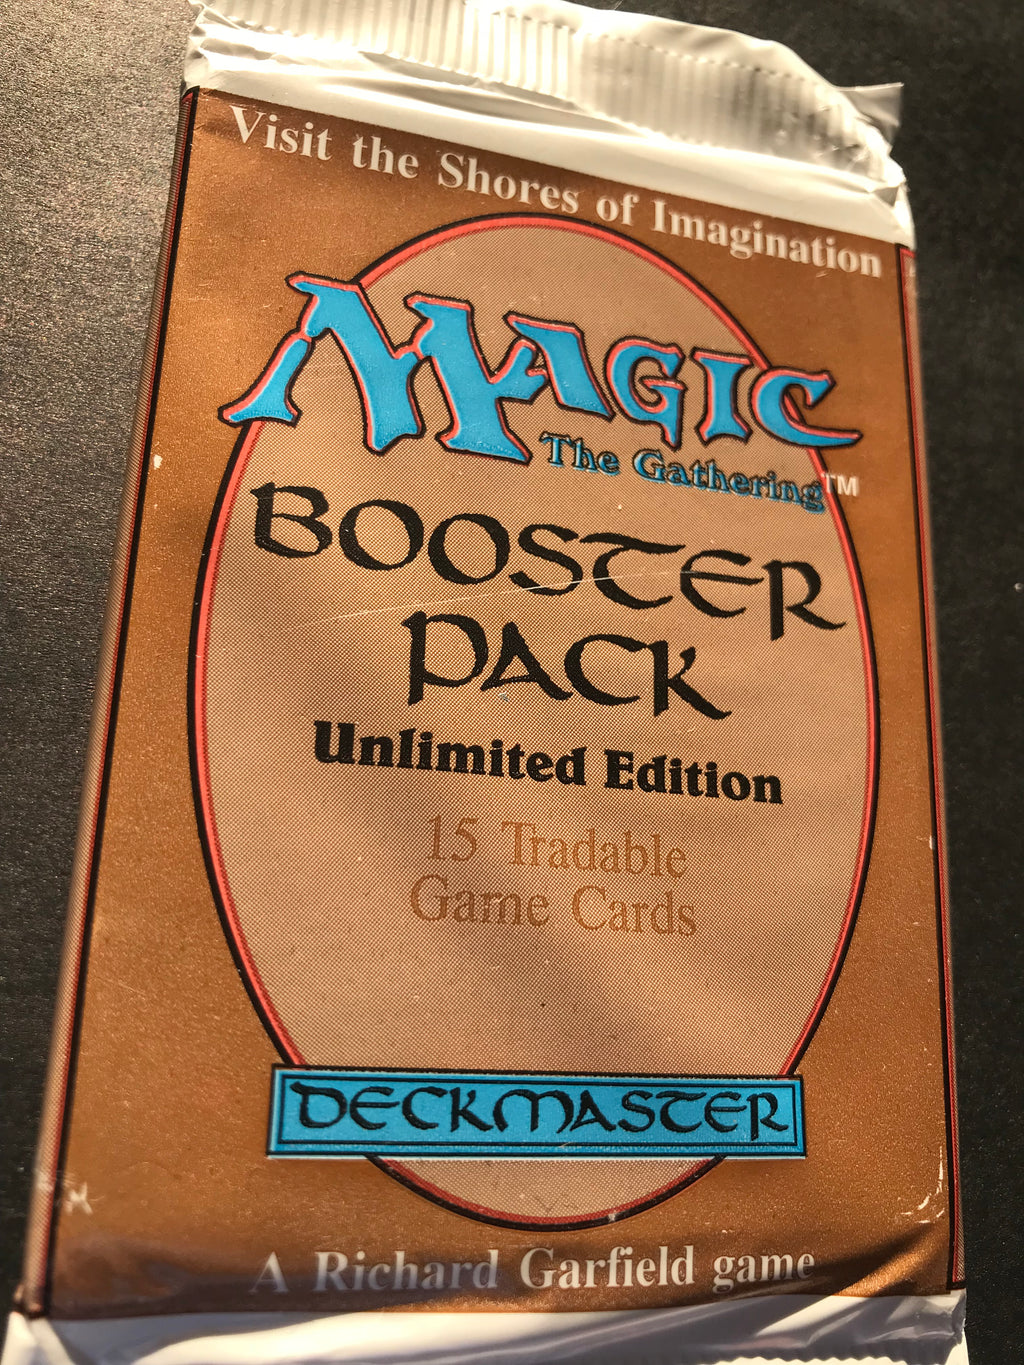 Visit the Shores of Imagination
MAGIC
The Gathering™
BOOSTER
PACK
Unlimited Edition
15 Tradable
Game Cards
DECKMASTER
A Richard Garfield game